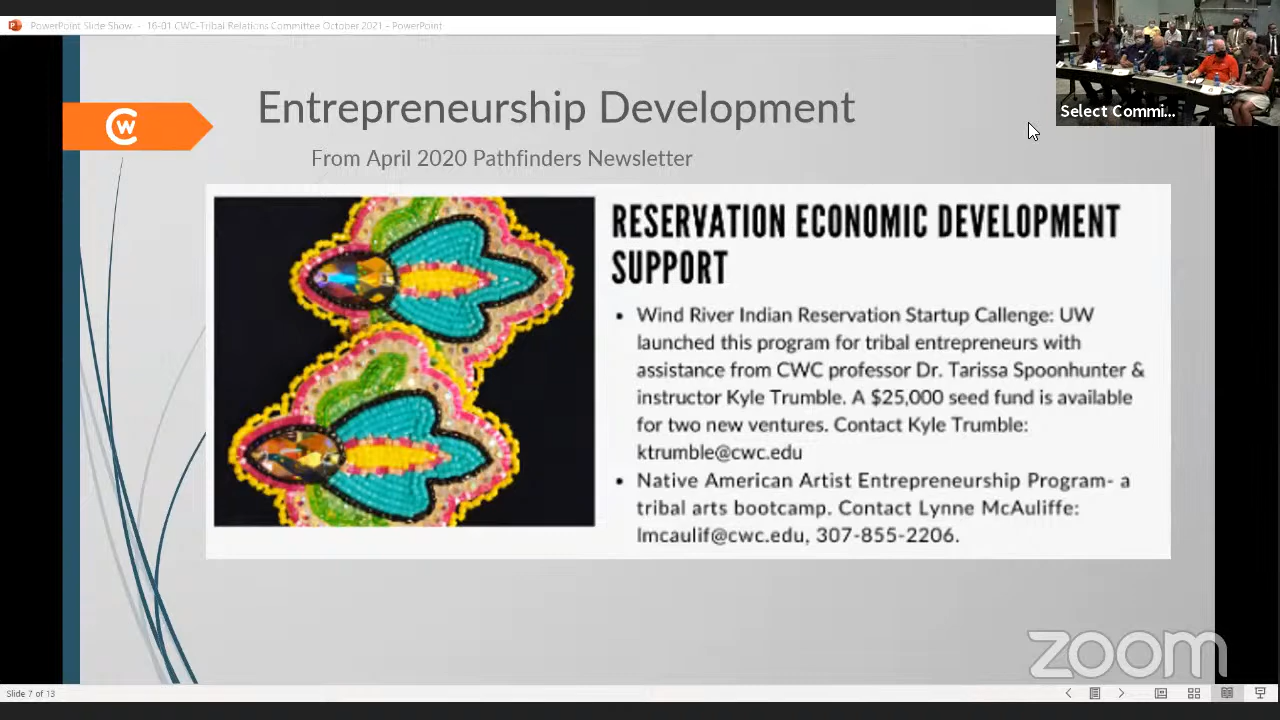 PowerPoint Slide Show - 16-01 CWC-Tribal Relations Committee October 2021 - PowerPoint
Select Commi...
CW
Entrepreneurship Development
From April 2020 Pathfinders Newsletter
RESERVATION ECONOMIC DEVELOPMENT
SUPPORT
• Wind River Indian Reservation Startup Callenge: UW
launched this program for tribal entrepreneurs with
assistance from CWC professor Dr. Tarissa Spoonhunter &
instructor Kyle Trumble. A $25,000 seed fund is available
for two new ventures. Contact Kyle Trumble:
ktrumble@cwc.edu
• Native American Artist Entrepreneurship Program- a
tribal arts bootcamp. Contact Lynne McAuliffe:
lmcaulif@cwc.edu, 307-855-2206.
zoom
Slide 7 of 13